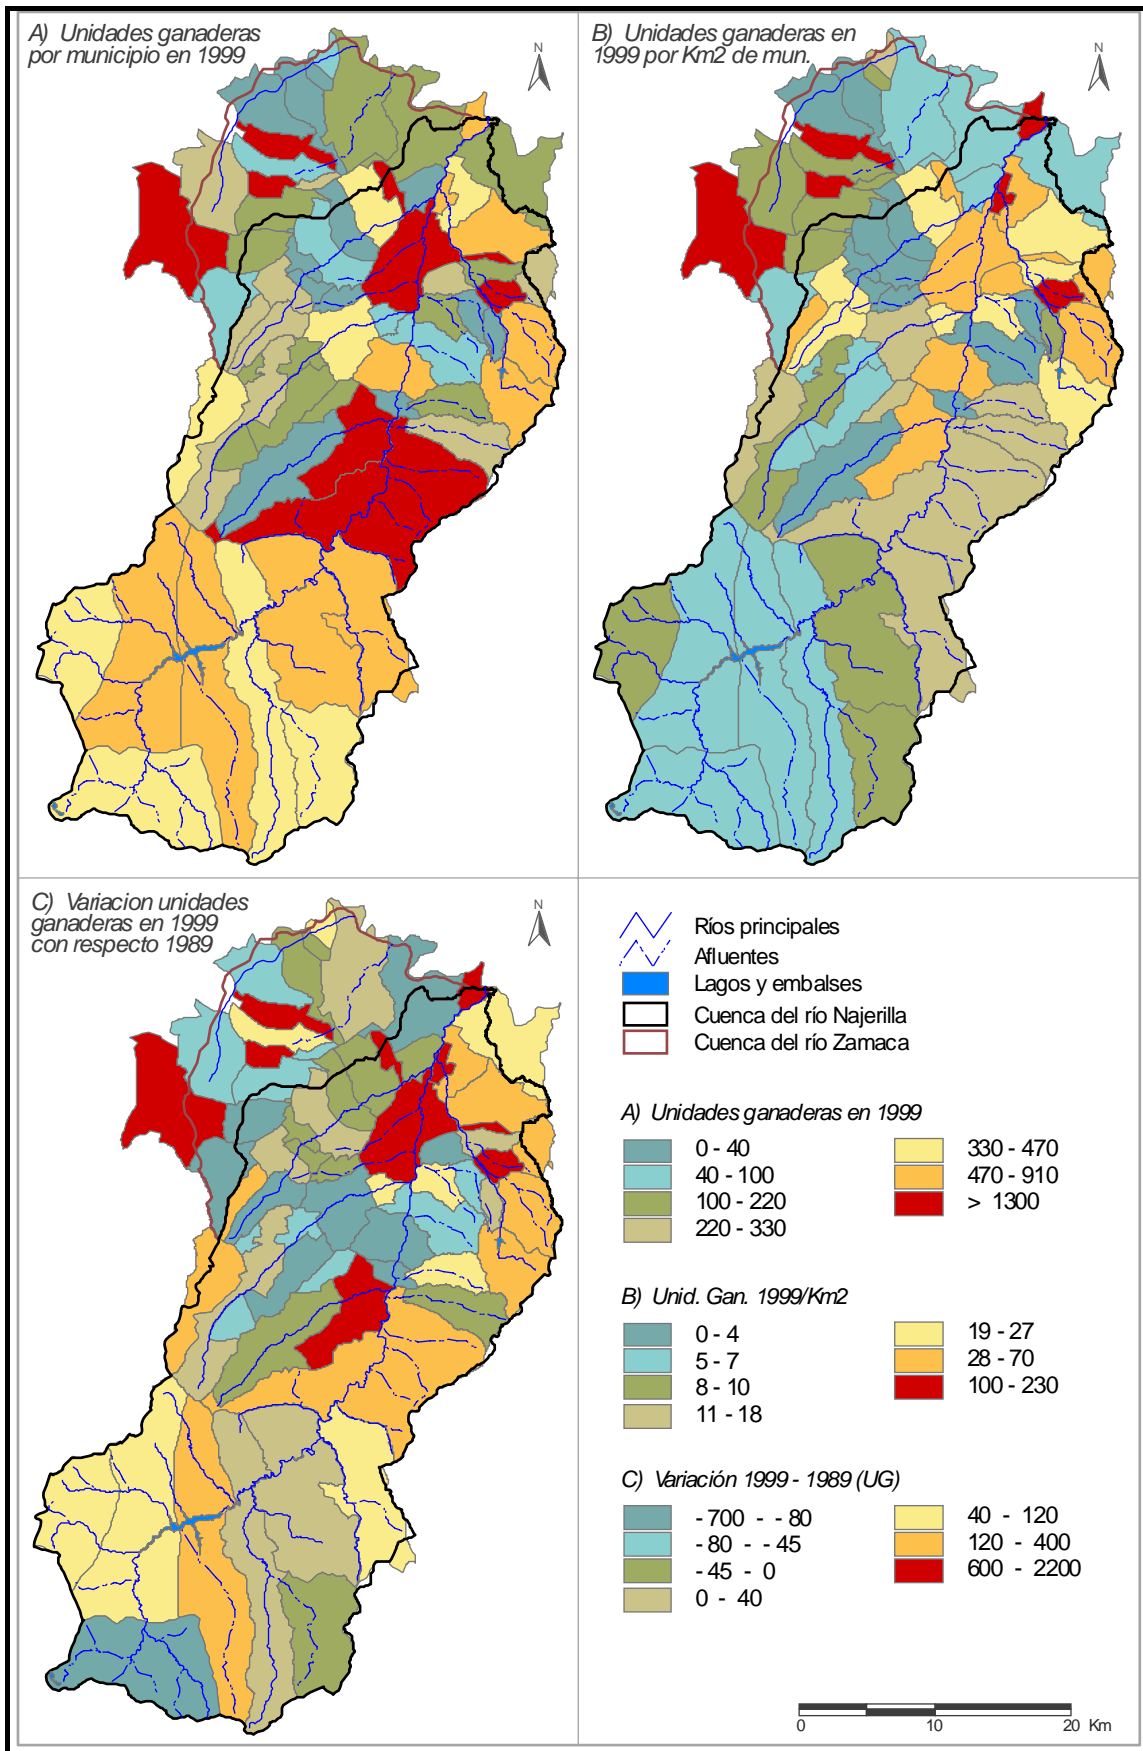 A) Unidades ganaderas
por municipio en 1999
N
B) Unidades ganaderas en
1999 por Km2 de mun.
N
C) Variacion unidades
ganaderas en 1999
con respecto 1989
N
Ríos principales
Afluentes
Lagos y embalses
Cuenca del río Najerilla
Cuenca del río Zamaca
A) Unidades ganaderas en 1999
0 - 40
40 - 100
100 - 220
220 - 330
330 - 470
470 - 910
> 1300
B) Unid. Gan. 1999/Km2
0 - 4
5 - 7
8 - 10
11 - 18
19 - 27
28 - 70
100 - 230
C) Variación 1999 - 1989 (UG)
- 700 - - 80
- 80 - - 45
- 45 - 0
0 - 40
40 - 120
120 - 400
600 - 2200
0 10 20 Km